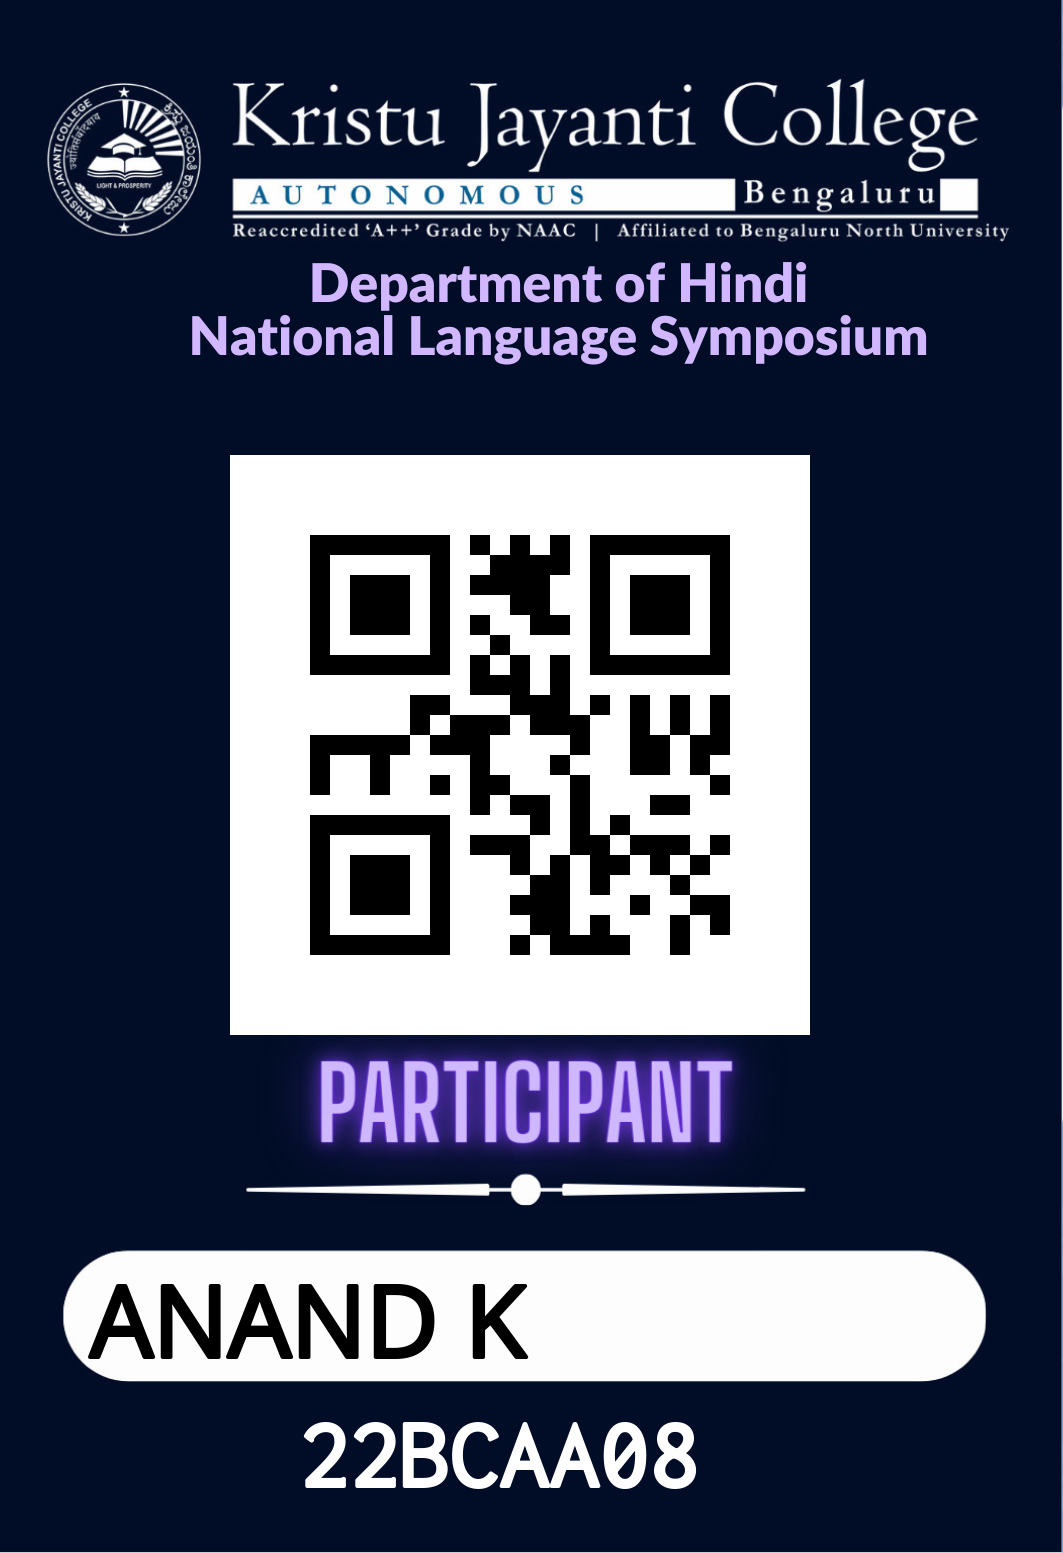 KRISTU JAYANTI COLLEGE
LIGHT & PROSPERITY
Kristu Jayanti College
AUTONOMOUS Bengaluru
Reaccredited ‘A++’ Grade by NAAC | Affiliated to Bengaluru North University
Department of Hindi
National Language Symposium
PARTICIPANT
ANAND K
22BCAA08